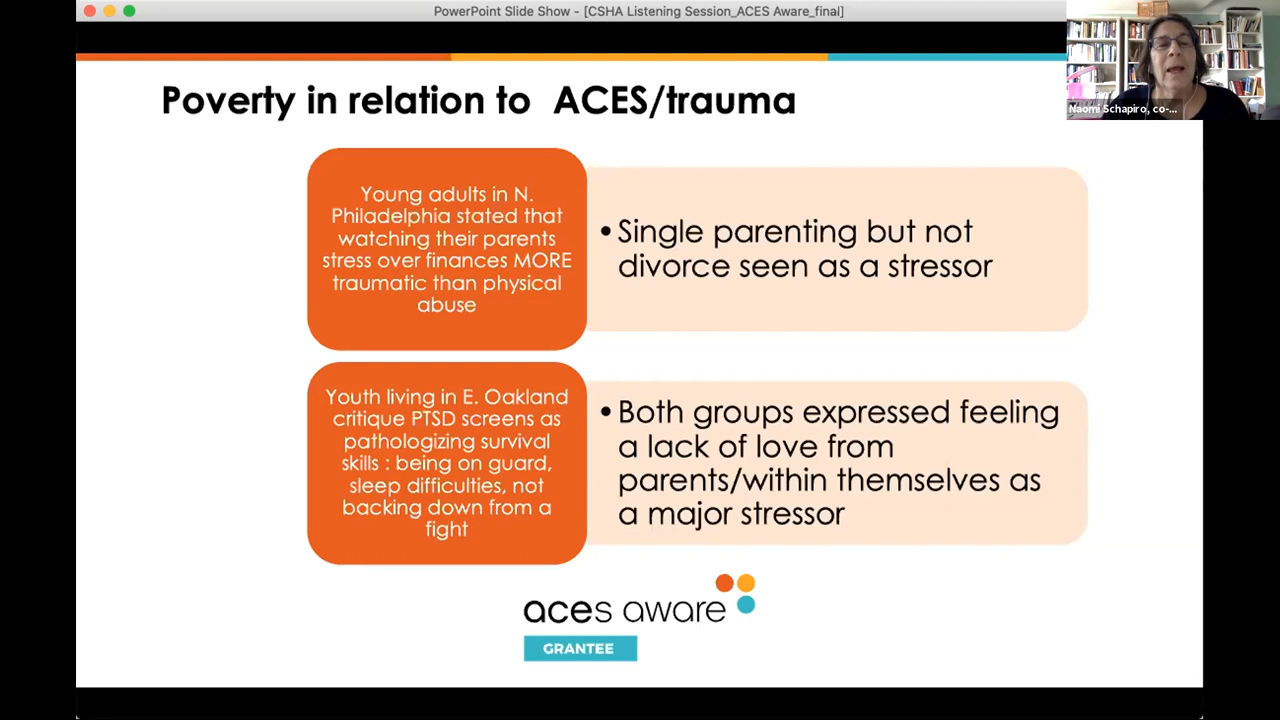 PowerPoint Slide Show - [CSHA Listening Session_ACES Aware_final]
Naomi Schapiro, co-...
Poverty in relation to ACES/trauma
Young adults in N.
Philadelphia stated that
watching their parents
stress over finances MORE
traumatic than physical
abuse
•Single parenting but not
divorce seen as a stressor
Youth living in E. Oakland
critique PTSD screens as
pathologizing survival
skills : being on guard,
sleep difficulties, not
backing down from a
fight
•Both groups expressed feeling
a lack of love from
parents/within themselves as
a major stressor
aces aware
GRANTEE